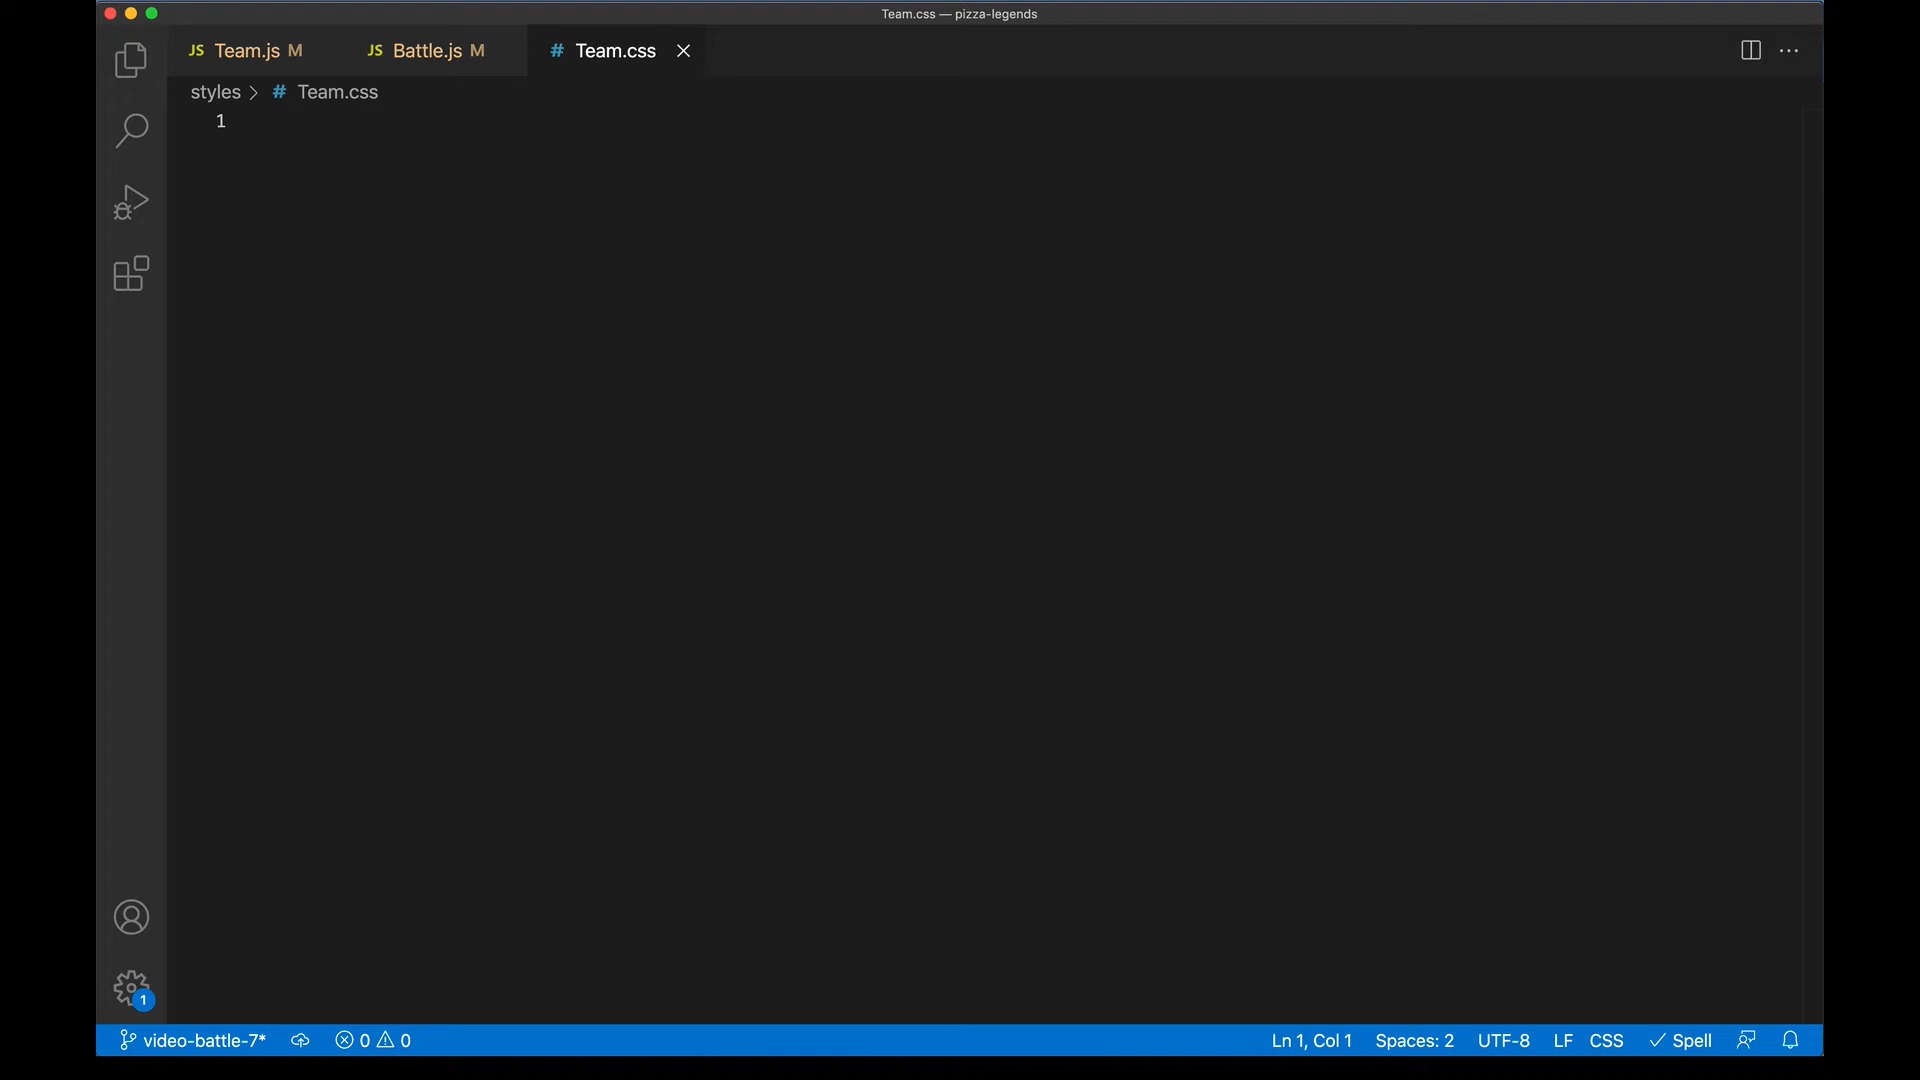 Team.css — pizza-legends
JS Team.js M JS Battle.js M # Team.css
styles > # Team.css
1
1
video-battle-7* 0 0 Ln 1, Col 1 Spaces: 2 UTF-8 LF CSS Spell